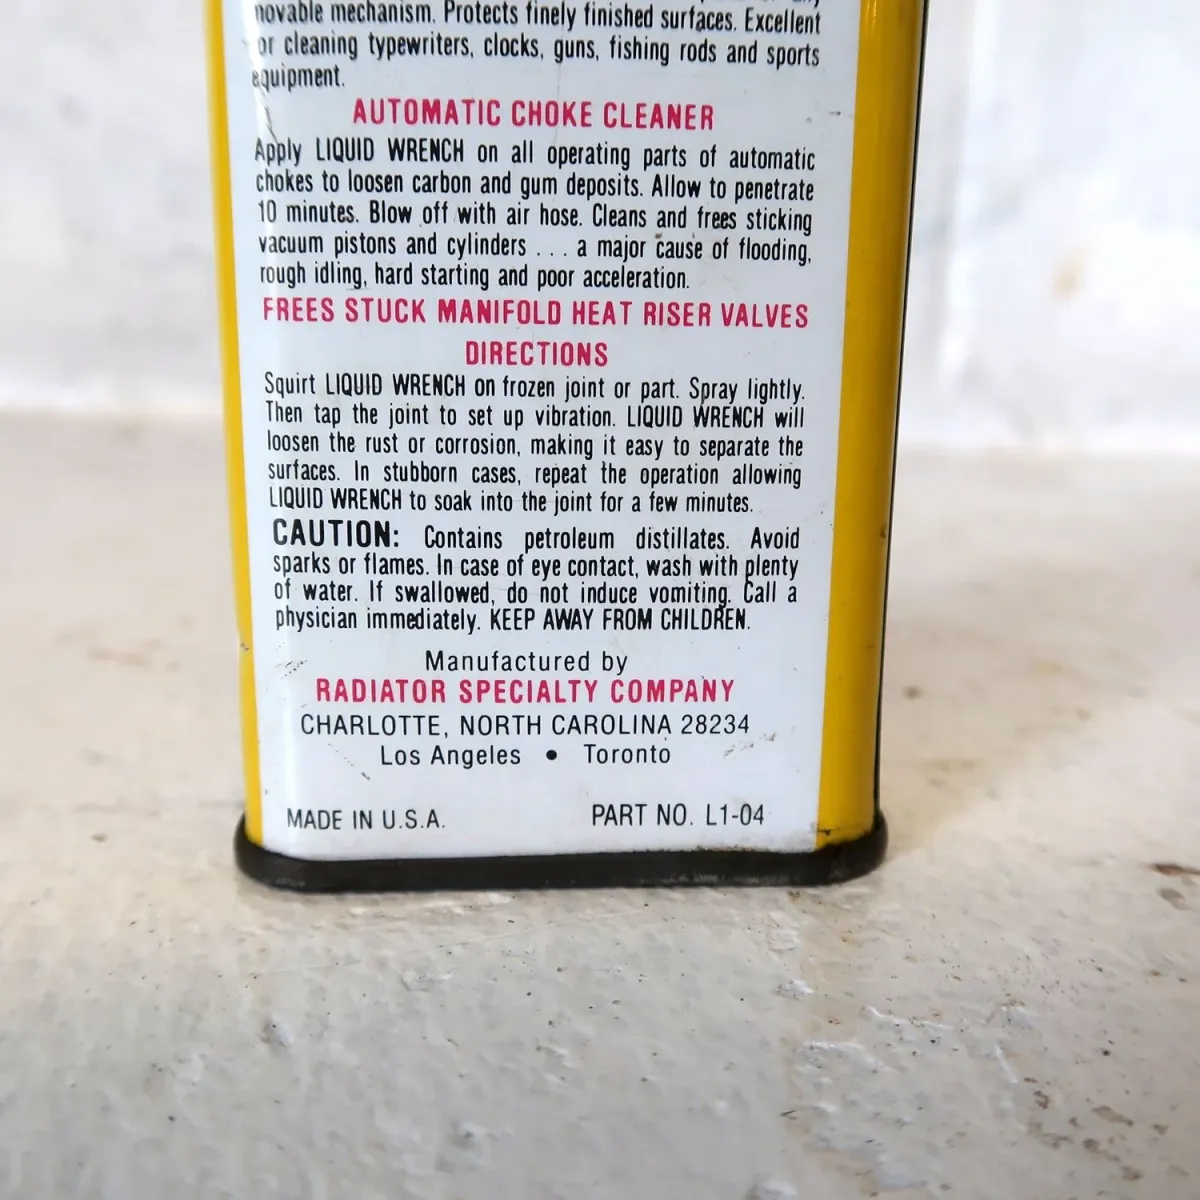 movable mechanism. Protects finely finished surfaces. Excellent
or cleaning typewriters, clocks, guns, fishing rods and sports
equipment.
AUTOMATIC CHOKE CLEANER
Apply LIQUID WRENCH on all operating parts of automatic
chokes to loosen carbon and gum deposits. Allow to penetrate
10 minutes. Blow off with air hose. Cleans and frees sticking
vacuum pistons and cylinders . . . a major cause of flooding,
rough idling, hard starting and poor acceleration.
FREES STUCK MANIFOLD HEAT RISER VALVES
DIRECTIONS
Squirt LIQUID WRENCH on frozen joint or part. Spray lightly.
Then tap the joint to set up vibration. LIQUID WRENCH will
loosen the rust or corrosion, making it easy to separate the
surfaces. In stubborn cases, repeat the operation allowing
LIQUID WRENCH to soak into the joint for a few minutes.
CAUTION: Contains petroleum distillates. Avoid
sparks or flames. In case of eye contact, wash with plenty
of water. If swallowed, do not induce vomiting. Call a
physician immediately. KEEP AWAY FROM CHILDREN.
Manufactured by
RADIATOR SPECIALTY COMPANY
CHARLOTTE, NORTH CAROLINA 28234
Los Angeles • Toronto
MADE IN U.S.A. PART NO. L1-04